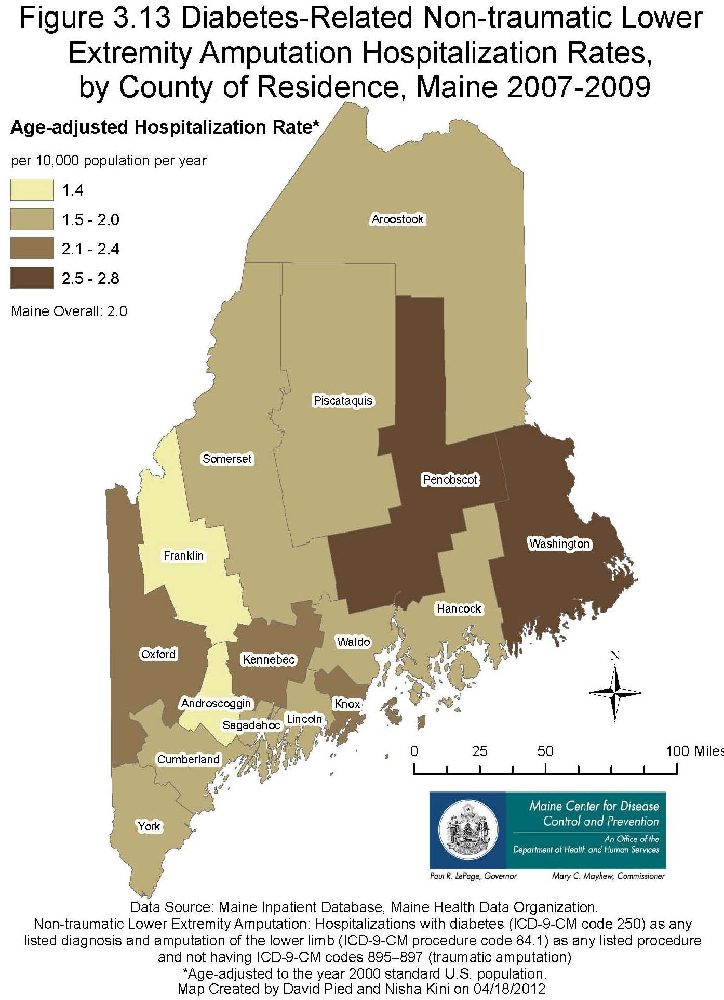 Figure 3.13 Diabetes-Related Non-traumatic Lower
Extremity Amputation Hospitalization Rates,
by County of Residence, Maine 2007-2009
Age-adjusted Hospitalization Rate*
per 10,000 population per year
1.4
1.5 - 2.0
2.1 - 2.4
2.5 - 2.8
Maine Overall: 2.0
Aroostook
Piscataquis
Somerset
Penobscot
Washington
Franklin
Hancock
Waldo
Oxford
Kennebec
Androscoggin
Knox
Sagadahoc
Lincoln
Cumberland
York
N
0 25 50 100 Miles
Maine Center for Disease
Control and Prevention
An Office of the
Department of Health and Human Services
Paul R. LePage, Governor Mary C. Mayhew, Commissioner
Data Source: Maine Inpatient Database, Maine Health Data Organization.
Non-traumatic Lower Extremity Amputation: Hospitalizations with diabetes (ICD-9-CM code 250) as any
listed diagnosis and amputation of the lower limb (ICD-9-CM procedure code 84.1) as any listed procedure
and not having ICD-9-CM codes 895–897 (traumatic amputation)
*Age-adjusted to the year 2000 standard U.S. population.
Map Created by David Pied and Nisha Kini on 04/18/2012